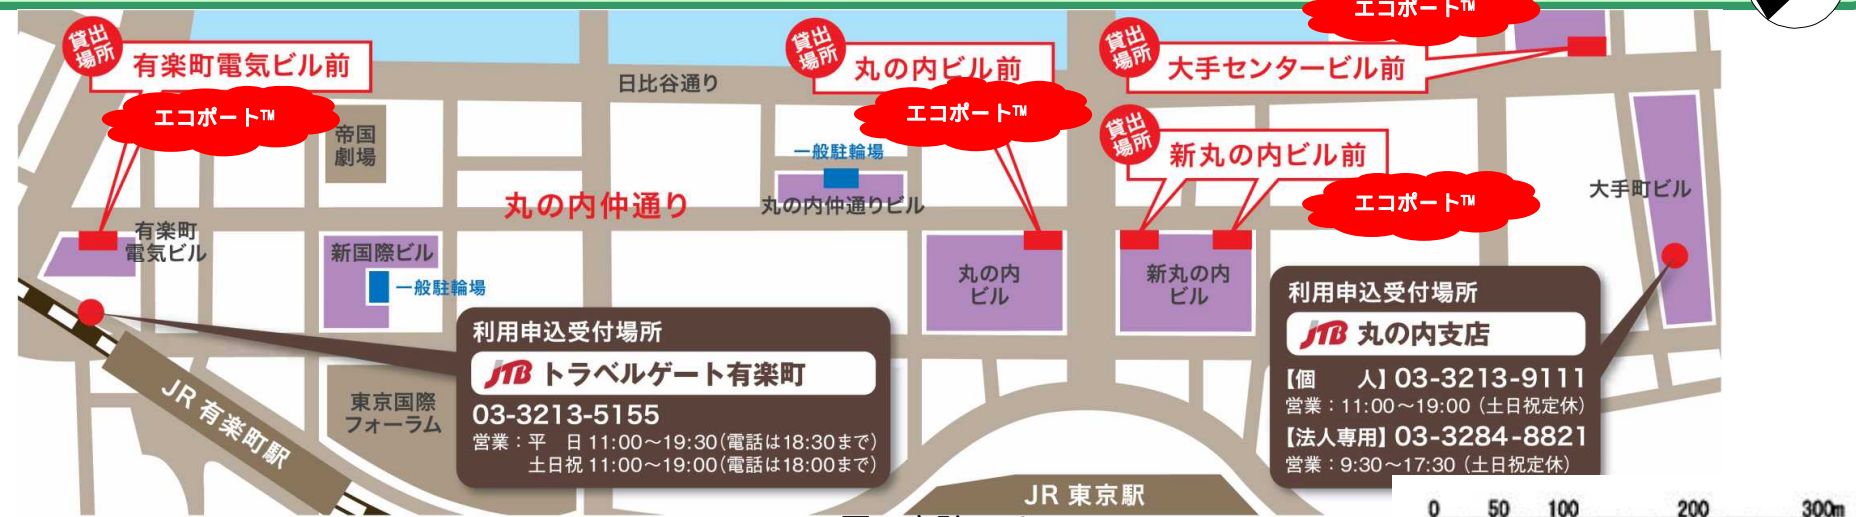 エコポート™
貸出
場所
有楽町電気ビル前
エコポート™
貸出
場所
丸の内ビル前
エコポート™
貸出
場所
大手センタービル前
貸出
場所
新丸の内ビル前
エコポート™
日比谷通り
帝国
劇場
一般駐輪場
丸の内仲通りビル
丸の内仲通り
大手町ビル
有楽町
電気ビル
新国際ビル
一般駐輪場
丸の内
ビル
新丸の内
ビル
利用申込受付場所
JTB トラベルゲート有楽町
03-3213-5155
営業：平　日 11:00～19:30（電話は18:30まで）
土日祝 11:00～19:00（電話は18:00まで）
利用申込受付場所
JTB 丸の内支店
【個　　人】03-3213-9111
営業：11:00～19:00（土日祝定休）
【法人専用】03-3284-8821
営業：9:30～17:30（土日祝定休）
東京国際
フォーラム
JR 有楽町駅
JR 東京駅
0 50 100 200 300m